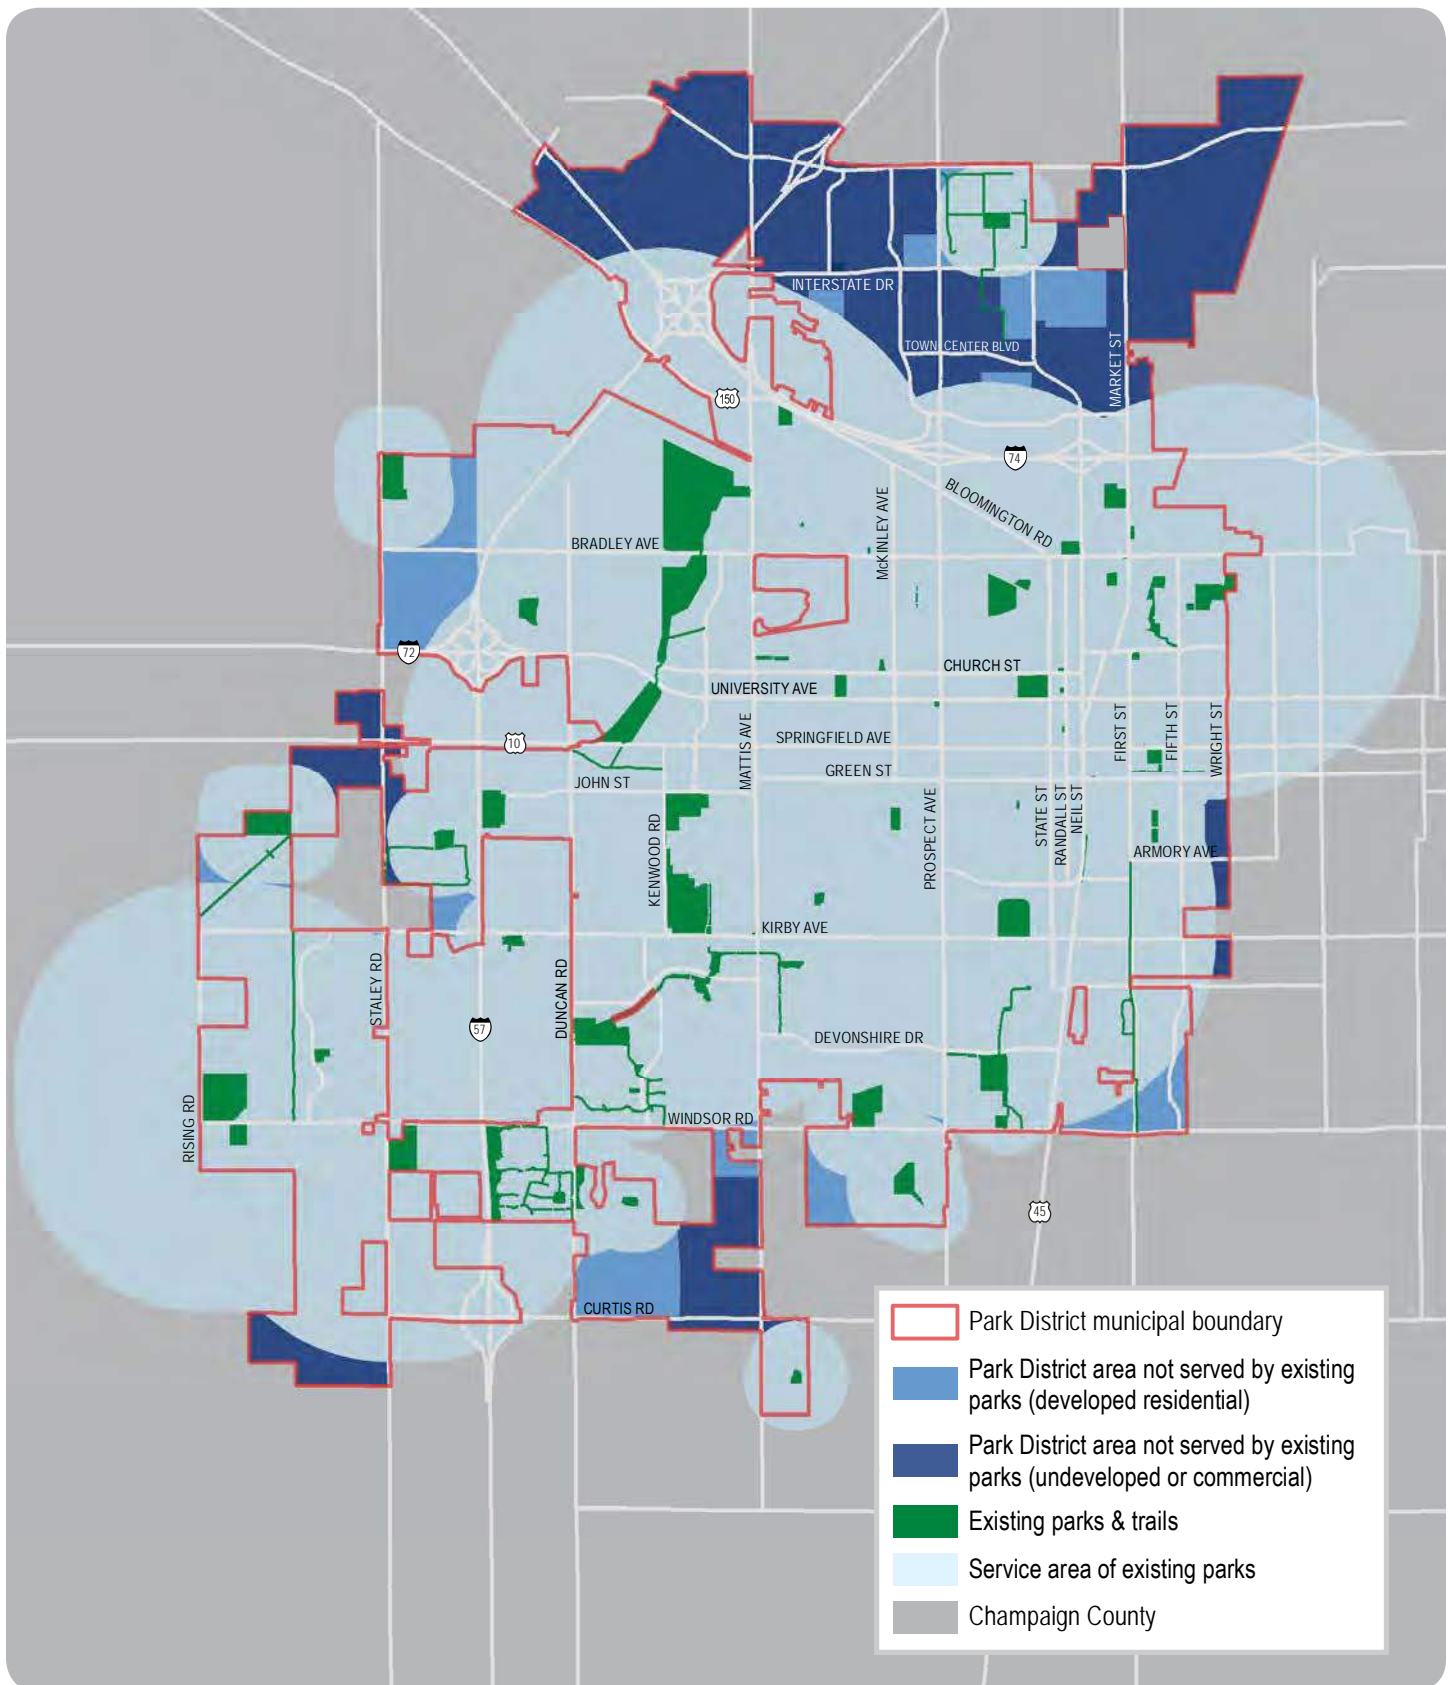 INTERSTATE DR
TOWN CENTER BLVD
MARKET ST
150
74
BLOOMINGTON RD
McKINLEY AVE
BRADLEY AVE
72
CHURCH ST
UNIVERSITY AVE
MATTIS AVE
SPRINGFIELD AVE
FIRST ST
FIFTH ST
WRIGHT ST
10
GREEN ST
JOHN ST
KENWOOD RD
PROSPECT AVE
STATE ST
RANDALL ST
NEIL ST
ARMORY AVE
KIRBY AVE
STALEY RD
DUNCAN RD
57
DEVONSHIRE DR
RISING RD
WINDSOR RD
45
CURTIS RD
Park District municipal boundary
Park District area not served by existing
parks (developed residential)
Park District area not served by existing
parks (undeveloped or commercial)
Existing parks & trails
Service area of existing parks
Champaign County